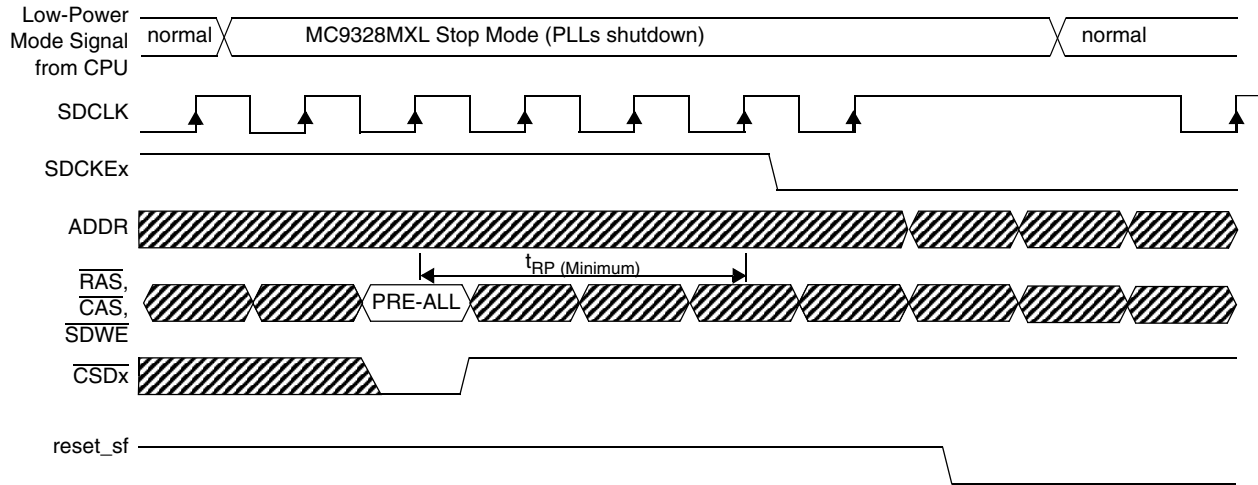 Low-Power
Mode Signal
from CPU
normal
MC9328MXL Stop Mode (PLLs shutdown)
normal
SDCLK
SDCKEx
ADDR
tRP (Minimum)
RAS,
CAS,
SDWE
PRE-ALL
CSDx
reset_sf